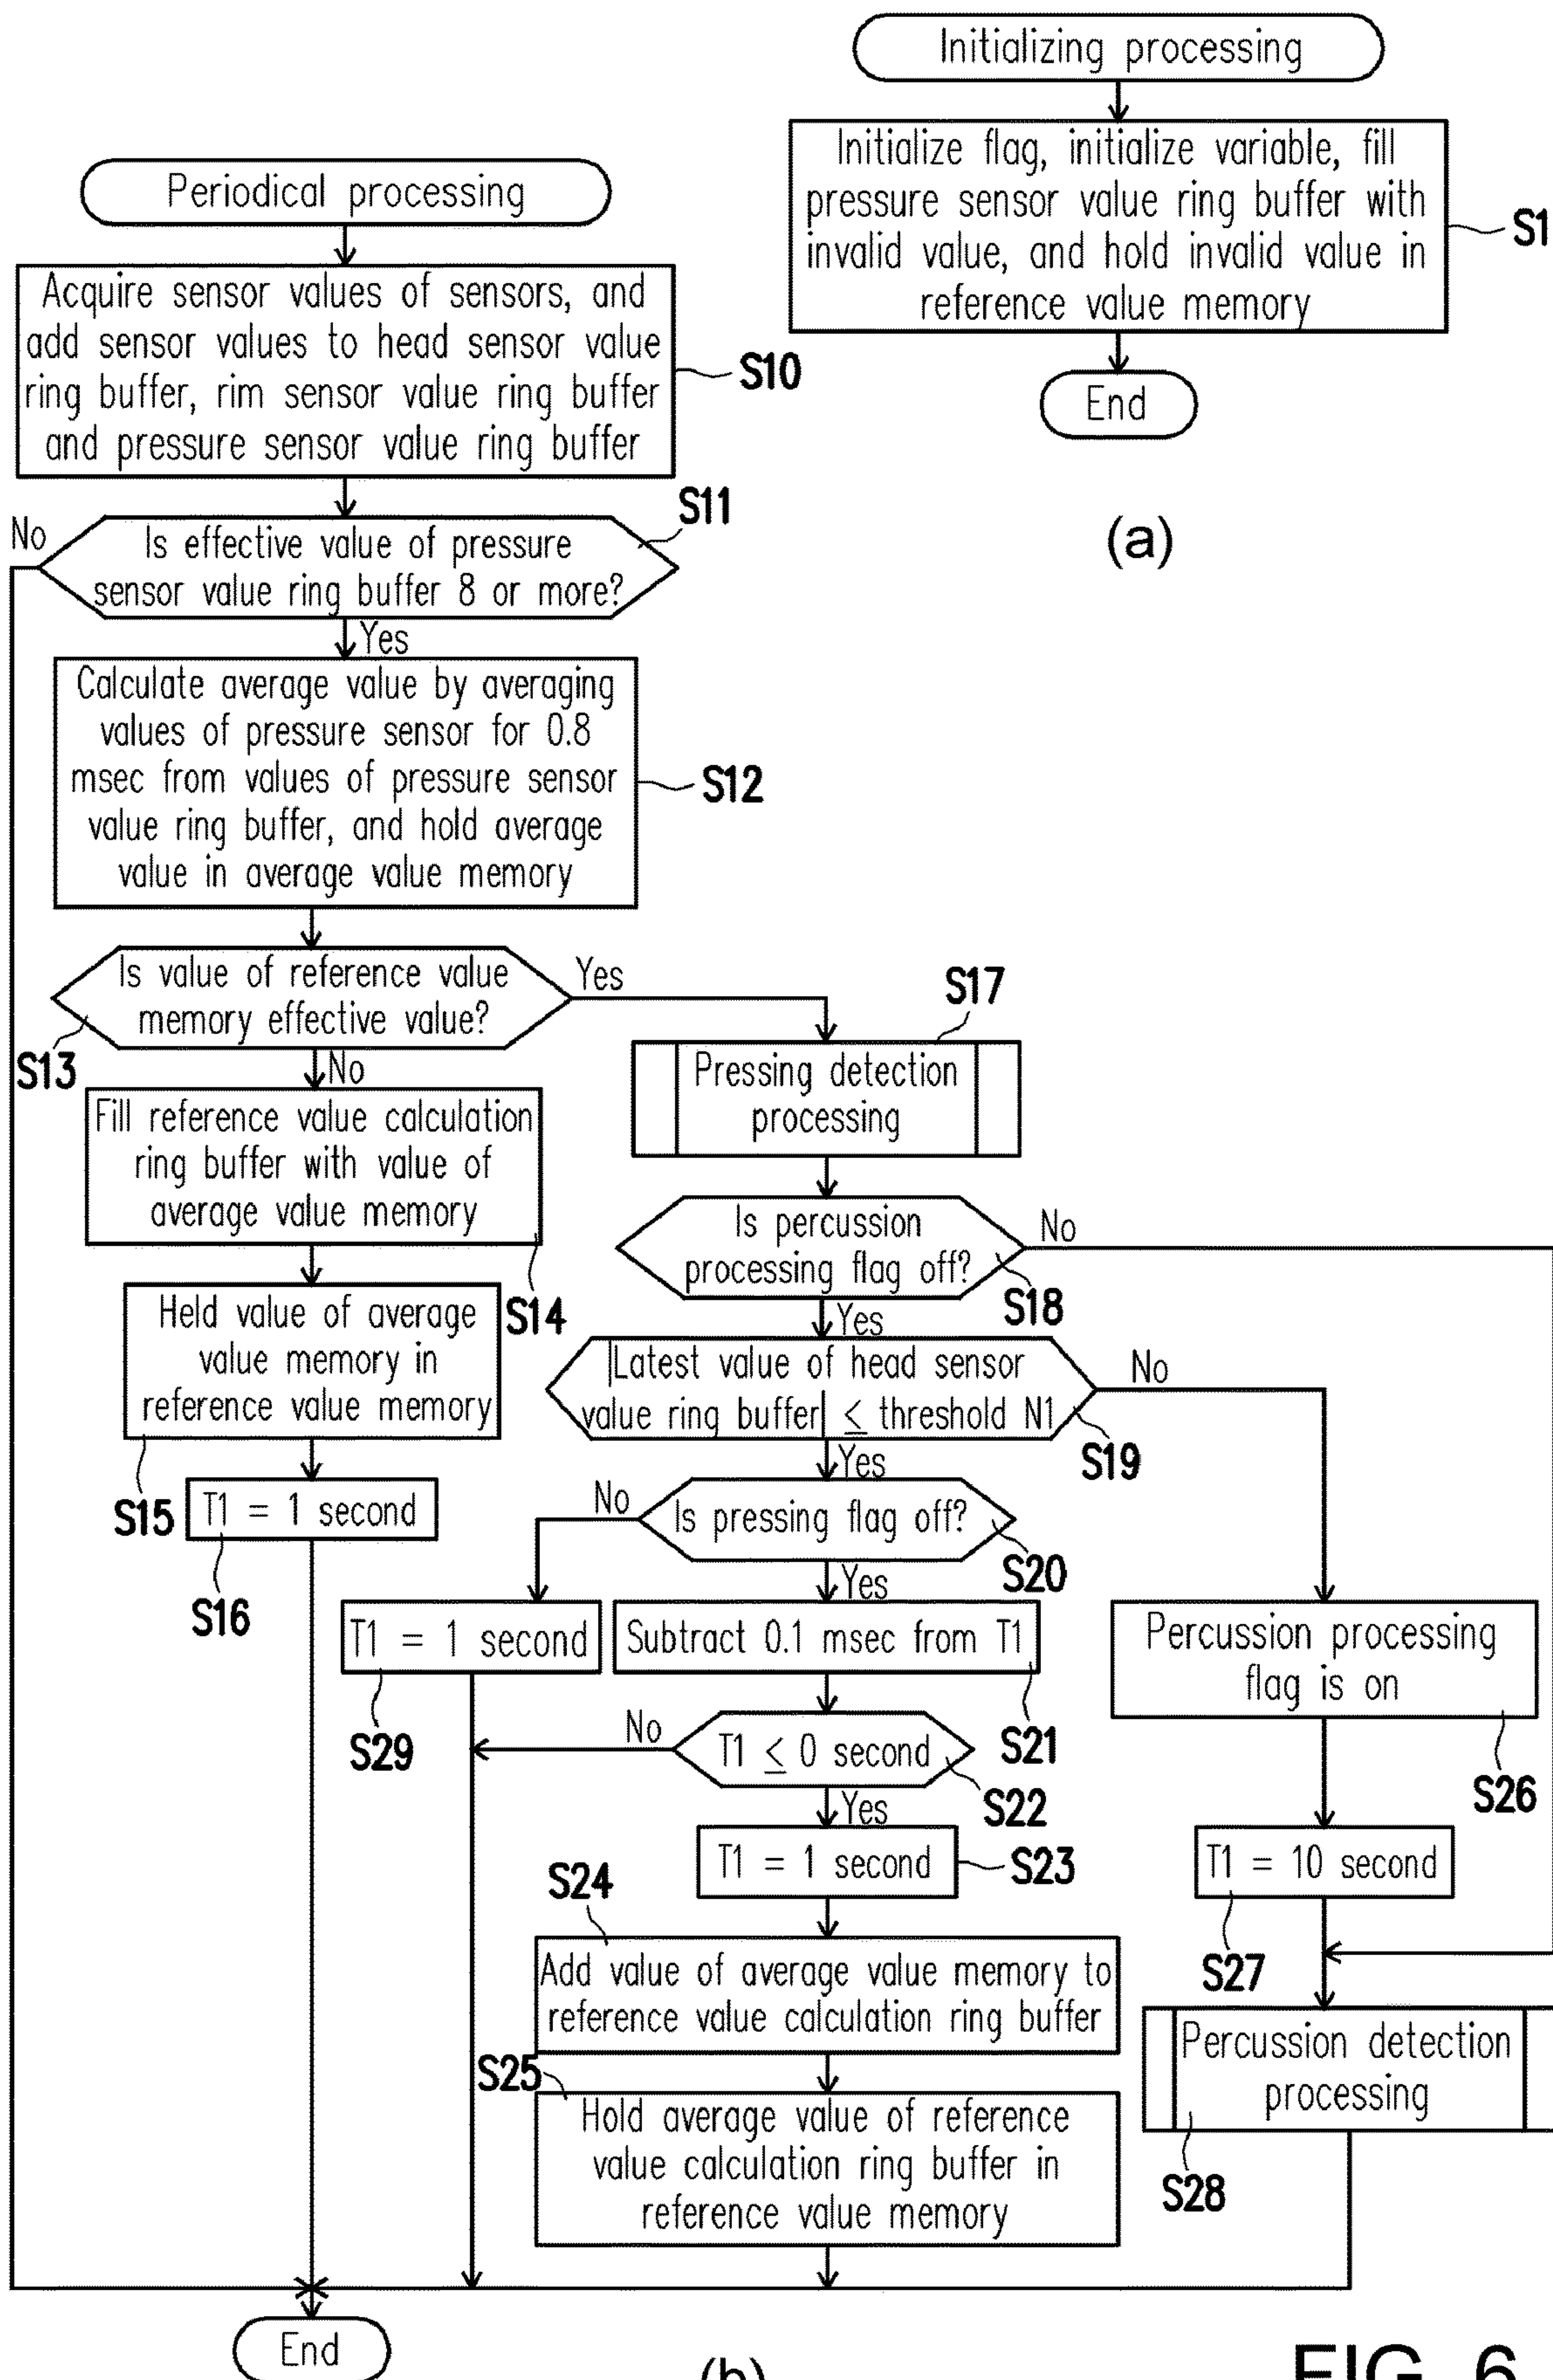 Initializing processing
Initialize flag, initialize variable, fill
pressure sensor value ring buffer with
invalid value, and hold invalid value in
reference value memory
S1
End
(a)
Periodical processing
Acquire sensor values of sensors, and
add sensor values to head sensor value
ring buffer, rim sensor value ring buffer
and pressure sensor value ring buffer
S10
S11
No
Is effective value of pressure
sensor value ring buffer 8 or more?
Yes
Calculate average value by averaging
values of pressure sensor for 0.8
msec from values of pressure sensor
value ring buffer, and hold average
value in average value memory
S12
Is value of reference value
memory effective value?
Yes
S13
No
Fill reference value calculation
ring buffer with value of
average value memory
S14
Held value of average
value memory in
reference value memory
S15
T1 = 1 second
S16
S17
Pressing detection
processing
Is percussion
processing flag off?
No
S18
Yes
|Latest value of head sensor
value ring buffer| ≤ threshold N1
No
S19
Yes
No
Is pressing flag off?
S20
Yes
T1 = 1 second
S29
Subtract 0.1 msec from T1
S21
No
T1 ≤ 0 second
S22
Yes
T1 = 1 second
S23
S24
Add value of average value memory to
reference value calculation ring buffer
S25
Hold average value of reference
value calculation ring buffer in
reference value memory
Percussion processing
flag is on
S26
T1 = 10 second
S27
Percussion detection
processing
S28
End
(b)
FIG. 6